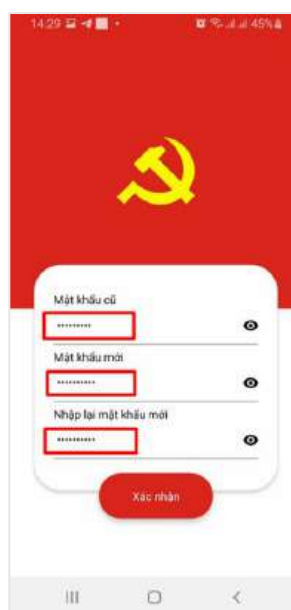 14:29 45%
Mật khẩu cũ
•••••••••
Mật khẩu mới
••••••••••
Nhập lại mật khẩu mới
••••••••••
Xác nhận